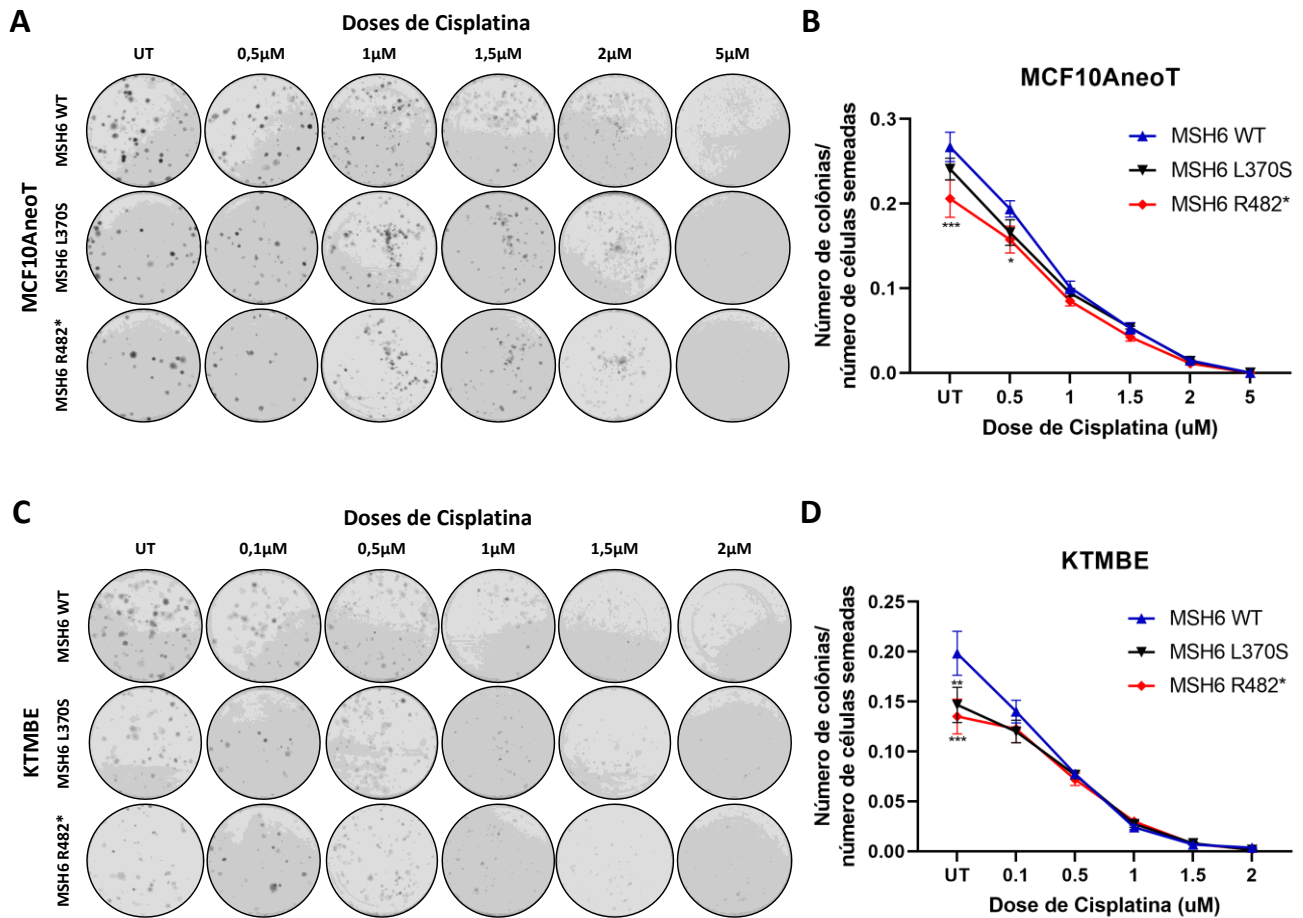 A
Doses de Cisplatina
UT 0,5µM 1µM 1,5µM 2µM 5µM
MCF10AneoT
MSH6 WT
MSH6 L370S
MSH6 R482*
B
MCF10AneoT
Número de colônias/
número de células semeadas
0.3
0.2
0.1
0.0
MSH6 WT
MSH6 L370S
MSH6 R482*
***
*
UT 0.5 1 1.5 2 5
Dose de Cisplatina (uM)
C
Doses de Cisplatina
UT 0,1µM 0,5µM 1µM 1,5µM 2µM
KTMBE
MSH6 WT
MSH6 L370S
MSH6 R482*
D
KTMBE
Número de colônias/
número de células semeadas
0.25
0.20
0.15
0.10
0.05
0.00
MSH6 WT
MSH6 L370S
MSH6 R482*
**
***
UT 0.1 0.5 1 1.5 2
Dose de Cisplatina (uM)